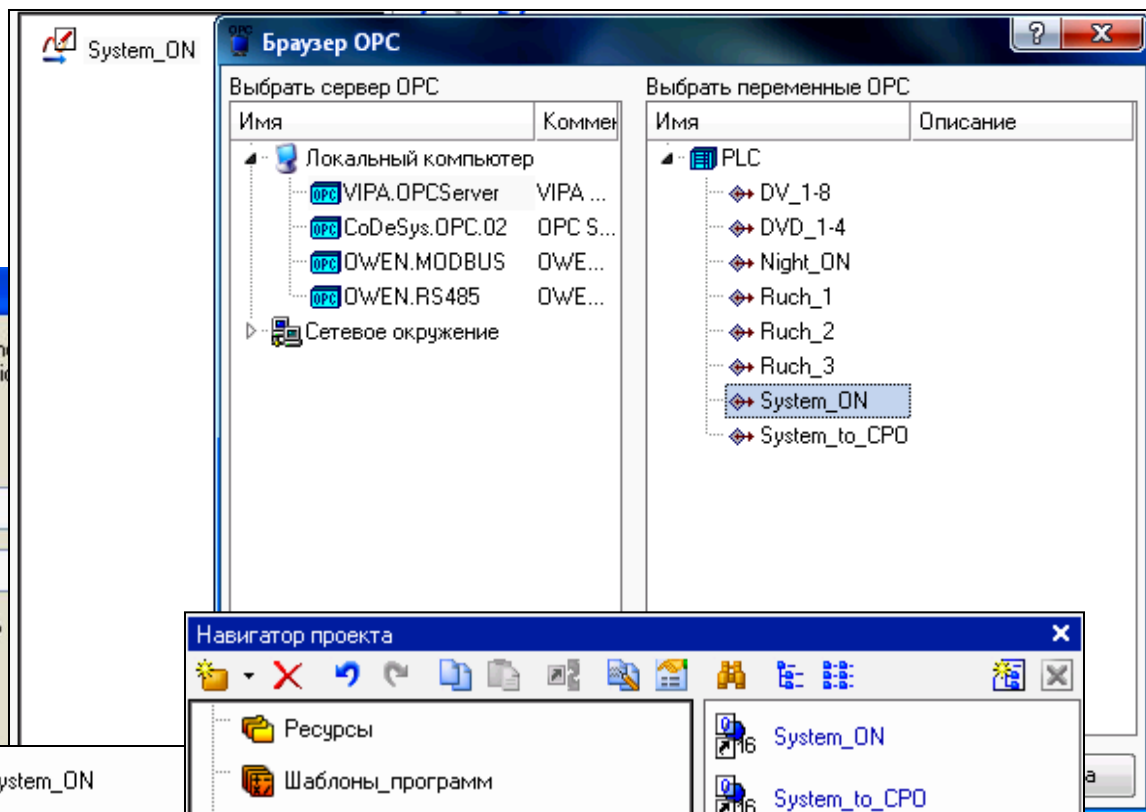 System_ON
Браузер OPC
Выбрать сервер OPC
Выбрать переменные OPC
Имя
Коммен
Имя
Описание
Локальный компьютер
PLC
VIPA.OPCServer
VIPA ...
DV_1-8
CoDeSys.OPC.02
OPC S...
DVD_1-4
OWEN.MODBUS
OWE...
Night_ON
OWEN.RS485
OWE...
Ruch_1
Сетевое окружение
Ruch_2
Ruch_3
System_ON
System_to_CPO
Навигатор проекта
Ресурсы
System_ON
Шаблоны_программ
System_to_CPO
ystem_ON
а